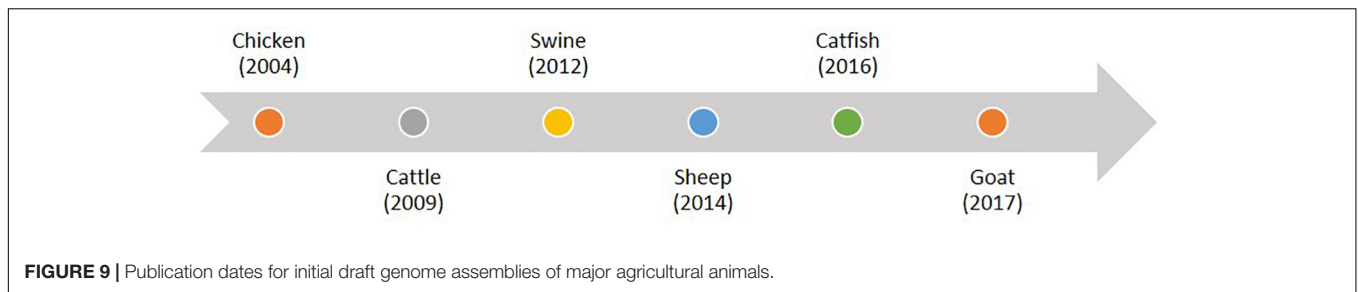 Chicken
(2004)
Swine
(2012)
Catfish
(2016)
Cattle
(2009)
Sheep
(2014)
Goat
(2017)
FIGURE 9 | Publication dates for initial draft genome assemblies of major agricultural animals.